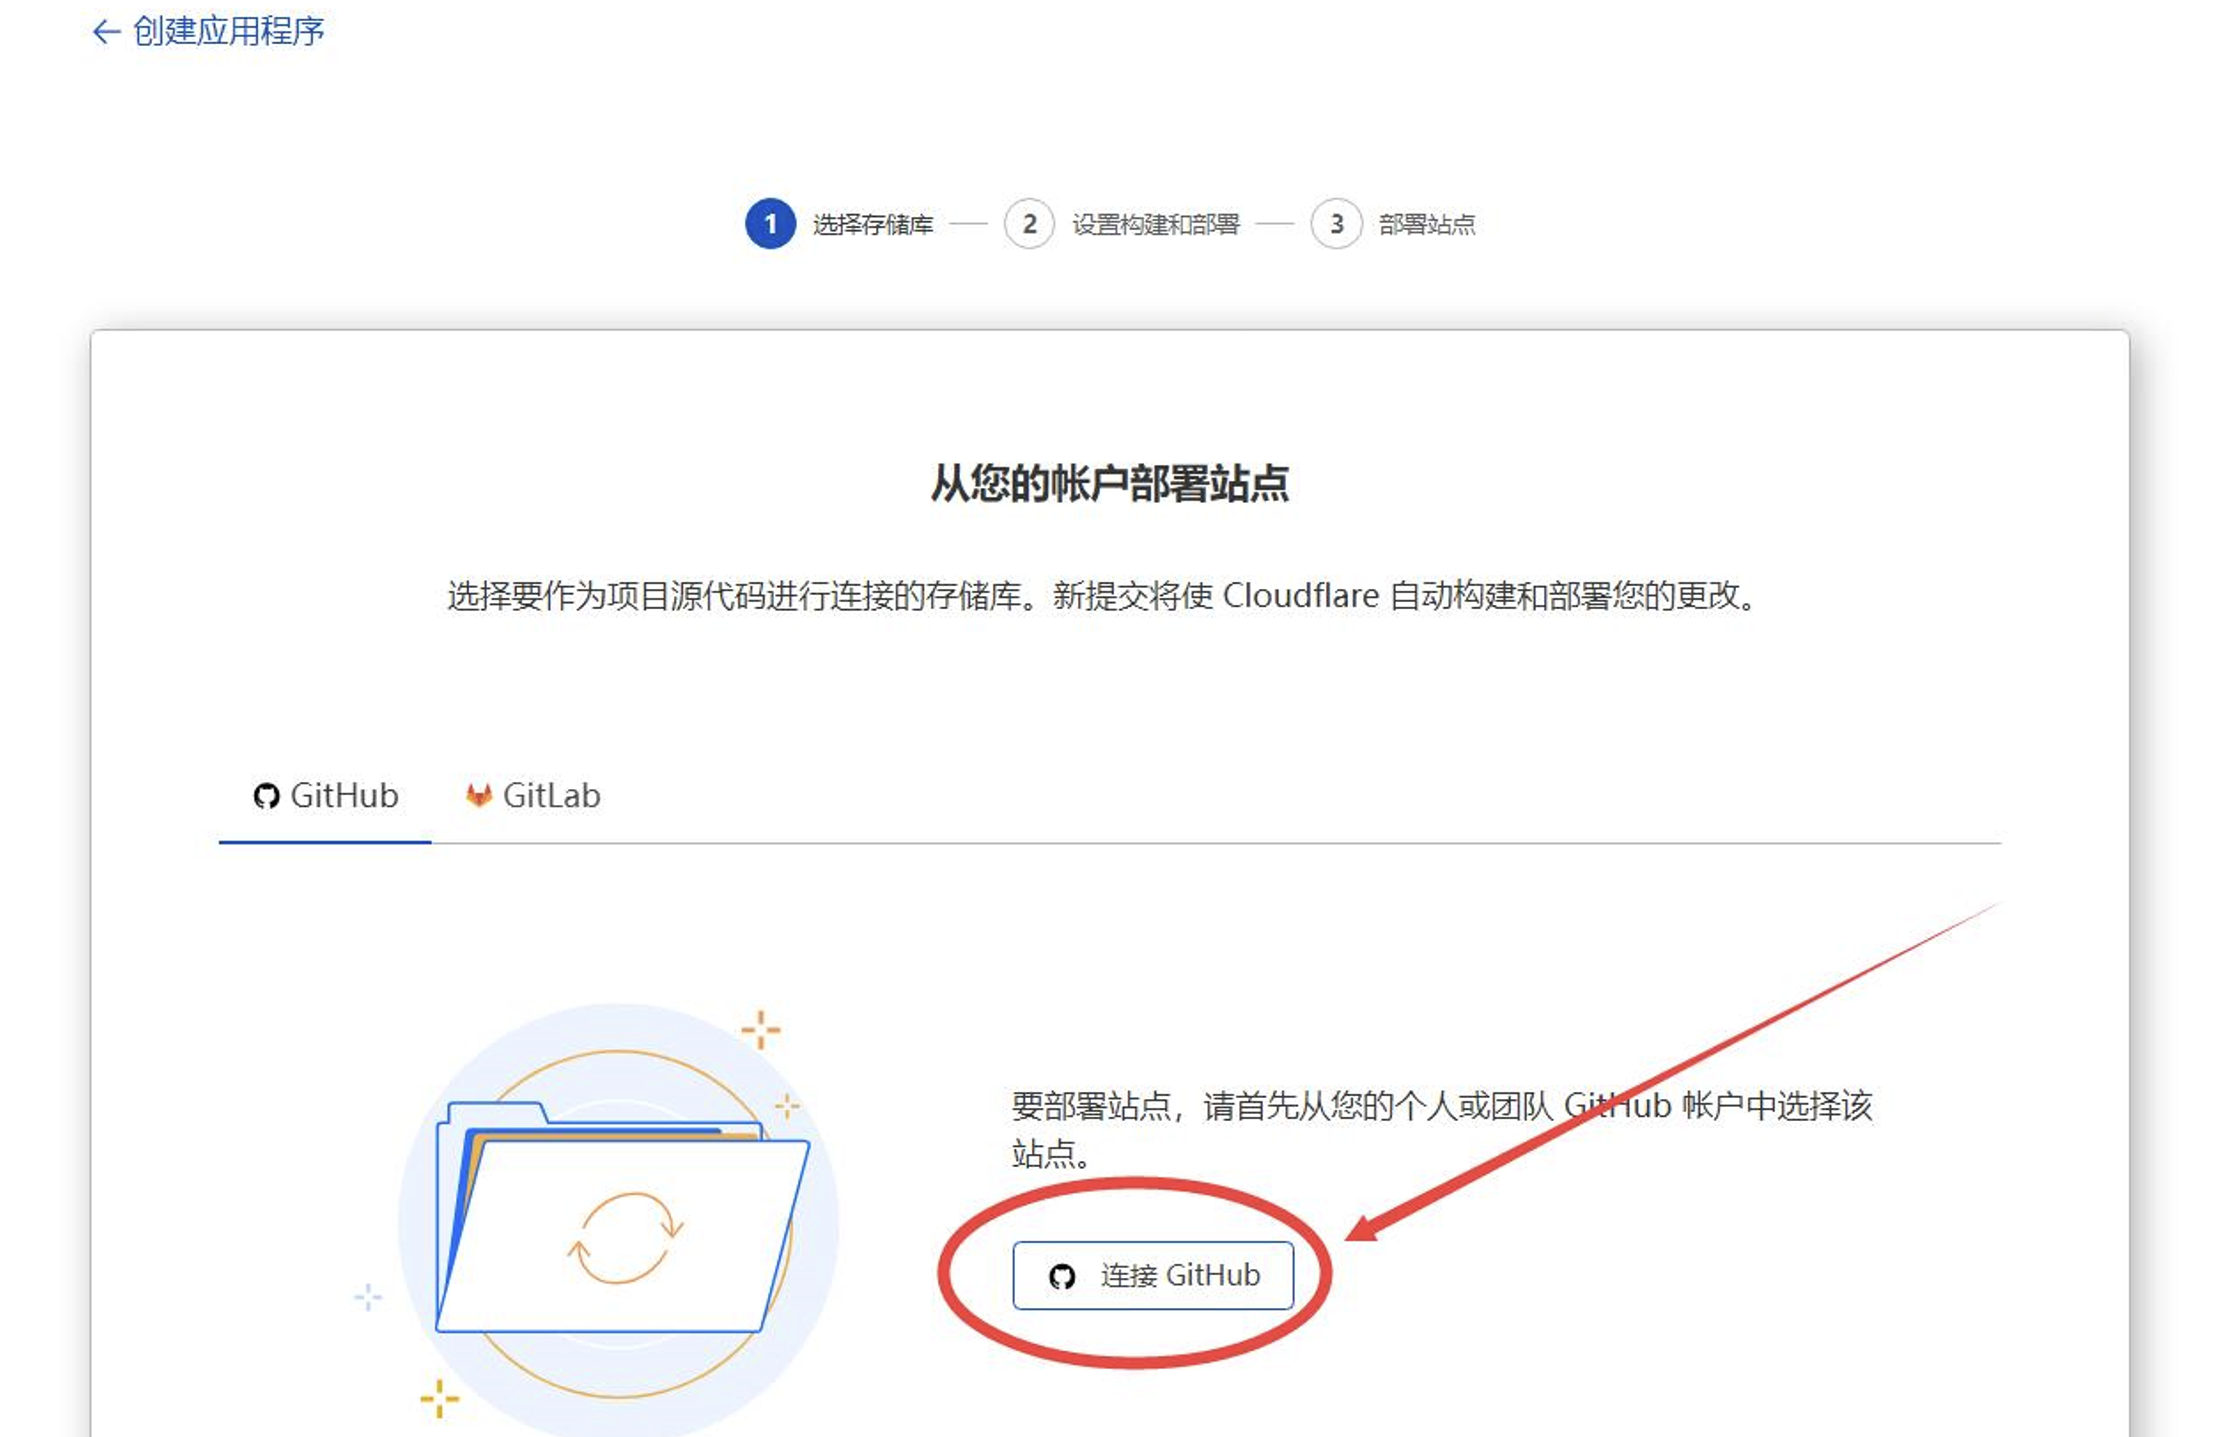 ← 创建应用程序
1 选择存储库 2 设置构建和部署 3 部署站点
从您的帐户部署站点
选择要作为项目源代码进行连接的存储库。新提交将使 Cloudflare 自动构建和部署您的更改。
GitHub GitLab
要部署站点，请首先从您的个人或团队 GitHub 帐户中选择该
站点。
连接 GitHub